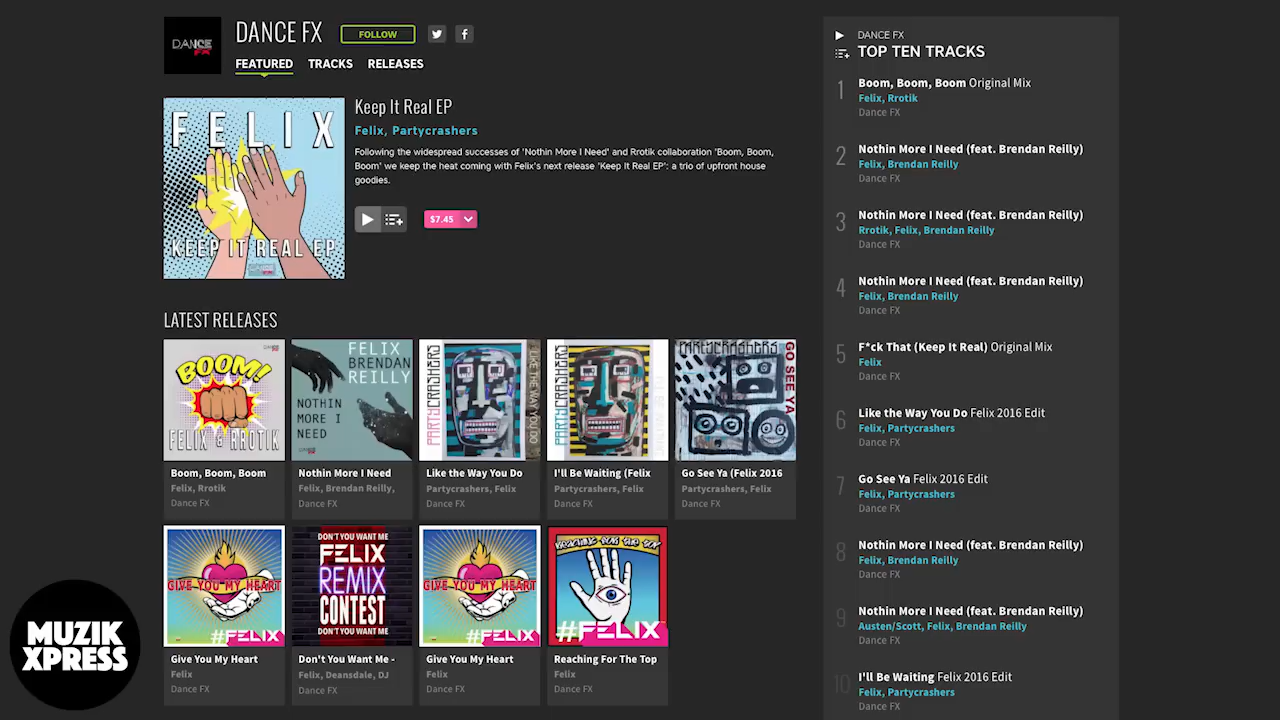 DANCE FX
DANCE FX
FOLLOW
FEATURED
TRACKS
RELEASES
FELIX
KEEP IT REAL EP
Keep It Real EP
Felix, Partycrashers
Following the widespread successes of 'Nothin More I Need' and Rrotik collaboration 'Boom, Boom,
Boom' we keep the heat coming with Felix's next release 'Keep It Real EP': a trio of upfront house
goodies.
$7.45
LATEST RELEASES
BOOM!
FELIX & RROTIK
Boom, Boom, Boom
Felix, Rrotik
Dance FX
FELIX
BRENDAN
REILLY
NOTHIN
MORE I
NEED
Nothin More I Need
Felix, Brendan Reilly,
Dance FX
PARTYCRASHERS
LIKE THE WAY YOU DO
Like the Way You Do
Partycrashers, Felix
Dance FX
PARTYCRASHERS
I'll Be Waiting (Felix
Partycrashers, Felix
Dance FX
PARTYCRASHERS
GO SEE YA
Go See Ya (Felix 2016
Partycrashers, Felix
Dance FX
GIVE YOU MY HEART
#FELIX
Give You My Heart
Felix
Dance FX
DON'T YOU WANT ME
FELIX
REMIX
CONTEST
DON'T YOU WANT ME
Don't You Want Me -
Felix, Deansdale, DJ
Dance FX
GIVE YOU MY HEART
#FELIX
Give You My Heart
Felix
Dance FX
REACHING FOR THE TOP
#FELIX
Reaching For The Top
Felix
Dance FX
DANCE FX
TOP TEN TRACKS
1
Boom, Boom, Boom Original Mix
Felix, Rrotik
Dance FX
2
Nothin More I Need (feat. Brendan Reilly)
Felix, Brendan Reilly
Dance FX
3
Nothin More I Need (feat. Brendan Reilly)
Rrotik, Felix, Brendan Reilly
Dance FX
4
Nothin More I Need (feat. Brendan Reilly)
Felix, Brendan Reilly
Dance FX
5
F*ck That (Keep It Real) Original Mix
Felix
Dance FX
6
Like the Way You Do Felix 2016 Edit
Felix, Partycrashers
Dance FX
7
Go See Ya Felix 2016 Edit
Felix, Partycrashers
Dance FX
8
Nothin More I Need (feat. Brendan Reilly)
Felix, Brendan Reilly
Dance FX
9
Nothin More I Need (feat. Brendan Reilly)
Austen/Scott, Felix, Brendan Reilly
Dance FX
10
I'll Be Waiting Felix 2016 Edit
Felix, Partycrashers
Dance FX
MUZIK
XPRESS